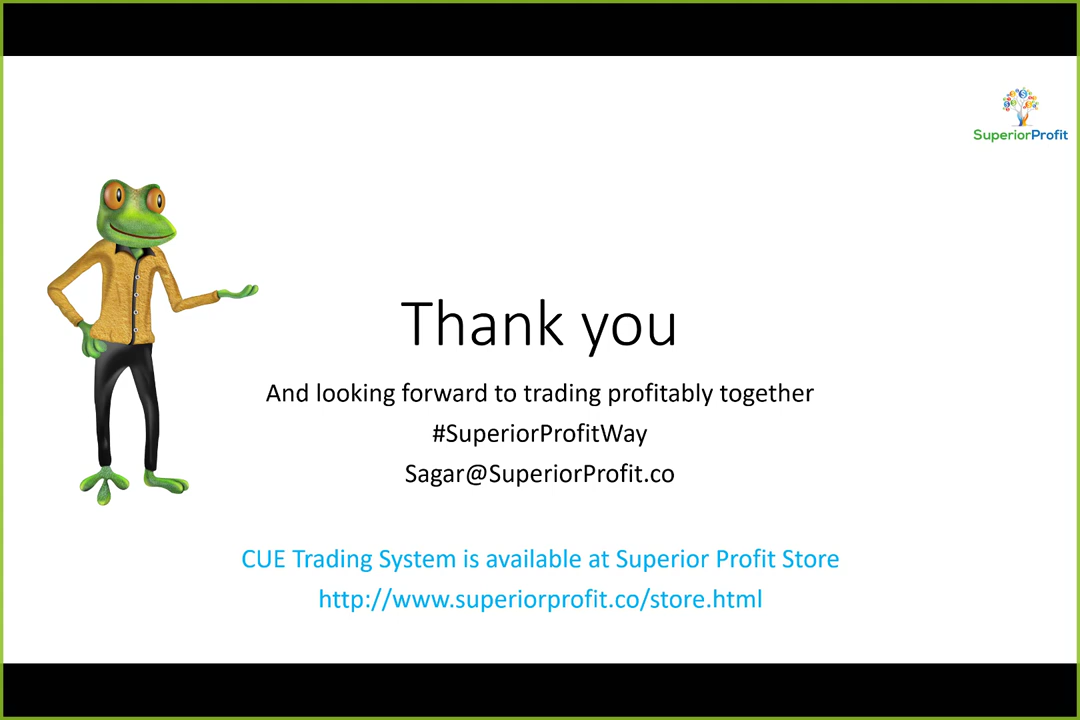 SuperiorProfit
Thank you
And looking forward to trading profitably together
#SuperiorProfitWay
Sagar@SuperiorProfit.co
CUE Trading System is available at Superior Profit Store
http://www.superiorprofit.co/store.html